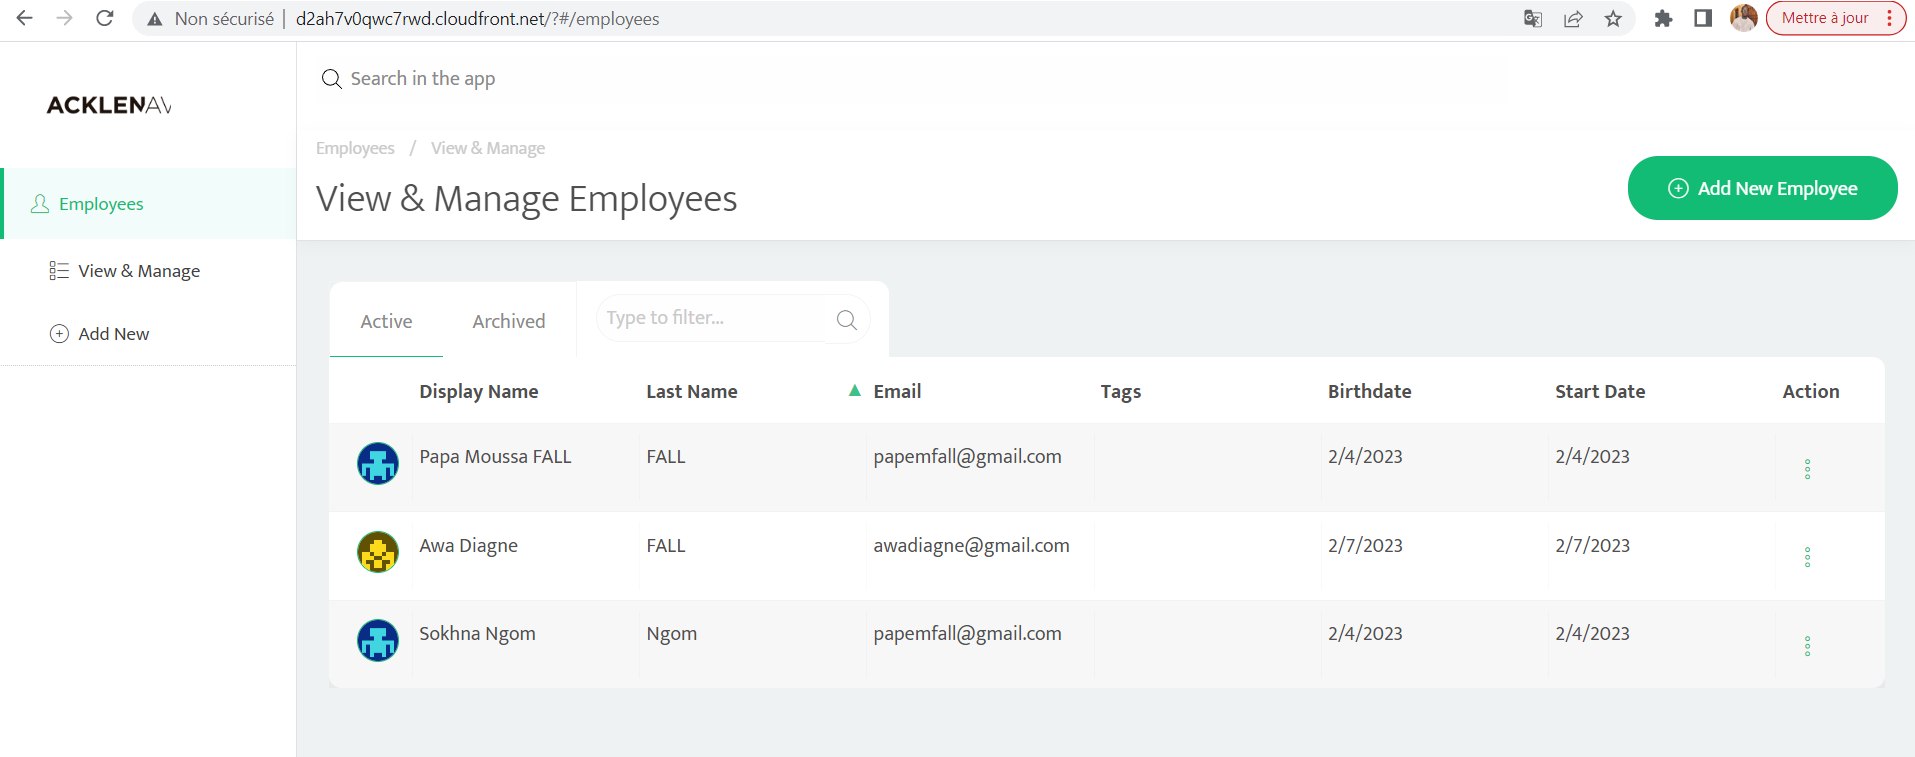 Non sécurisé | d2ah7v0qwc7rwd.cloudfront.net/?#/employees
Mettre à jour
Search in the app
ACKLENAV
Employees / View & Manage
View & Manage Employees
Add New Employee
Employees
View & Manage
Add New
Active Archived Type to filter...
Display Name Last Name Email Tags Birthdate Start Date Action
Papa Moussa FALL FALL papemfall@gmail.com 2/4/2023 2/4/2023
Awa Diagne FALL awadiagne@gmail.com 2/7/2023 2/7/2023
Sokhna Ngom Ngom papemfall@gmail.com 2/4/2023 2/4/2023